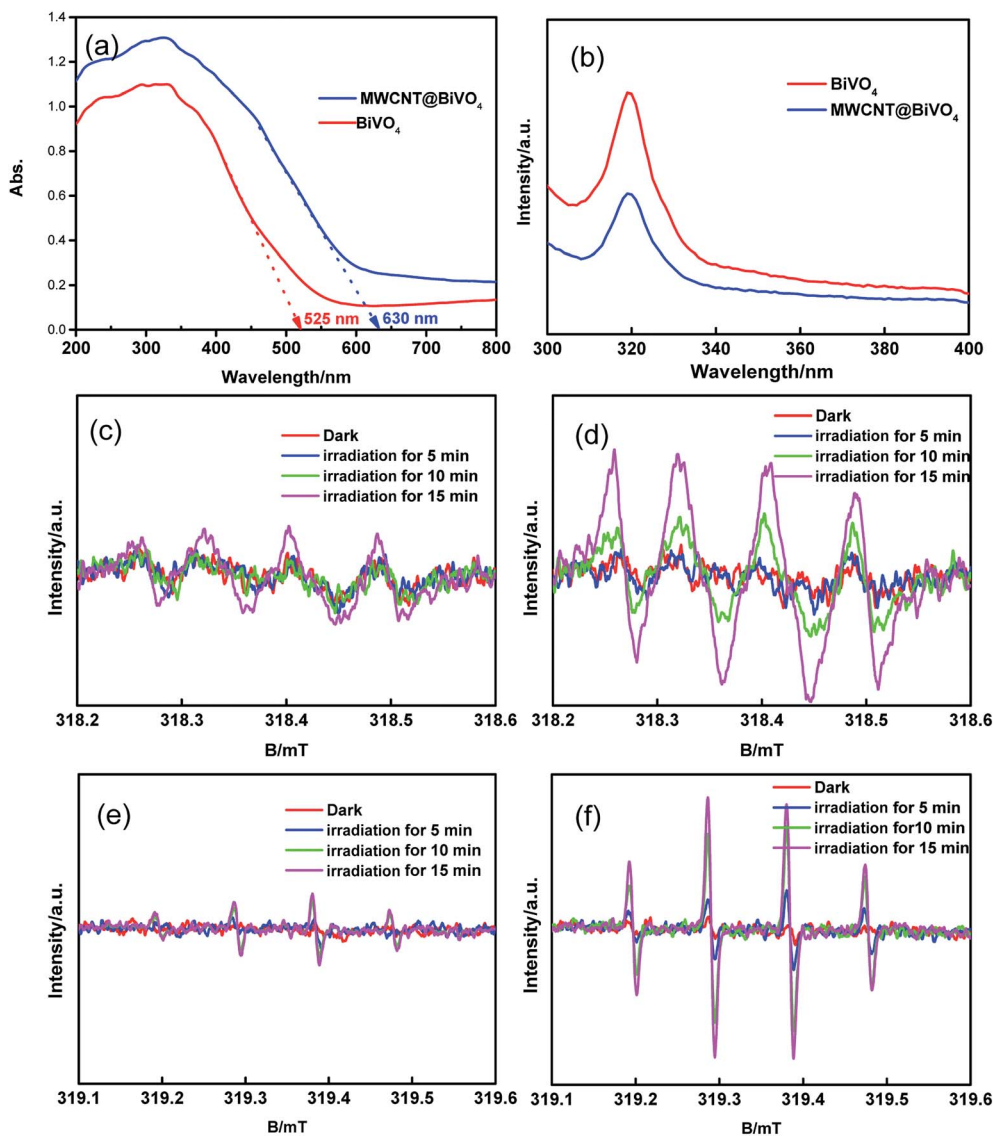 (a)
MWCNT@BiVO₄
BiVO₄
525 nm
630 nm
Abs.
0.0
0.2
0.4
0.6
0.8
1.0
1.2
1.4
200
300
400
500
600
700
800
Wavelength/nm
(b)
BiVO₄
MWCNT@BiVO₄
Intensity/a.u.
300
320
340
360
380
400
Wavelength/nm
(c)
Dark
irradiation for 5 min
irradiation for 10 min
irradiation for 15 min
Intensity/a.u.
318.2
318.3
318.4
318.5
318.6
B/mT
(d)
Dark
irradiation for 5 min
irradiation for 10 min
irradiation for 15 min
Intensity/a.u.
318.2
318.3
318.4
318.5
318.6
B/mT
(e)
Dark
irradiation for 5 min
irradiation for 10 min
irradiation for 15 min
Intensity/a.u.
319.1
319.2
319.3
319.4
319.5
319.6
B/mT
(f)
Dark
irradiation for 5 min
irradiation for10 min
irradiation for 15 min
Intensity/a.u.
319.1
319.2
319.3
319.4
319.5
319.6
B/mT